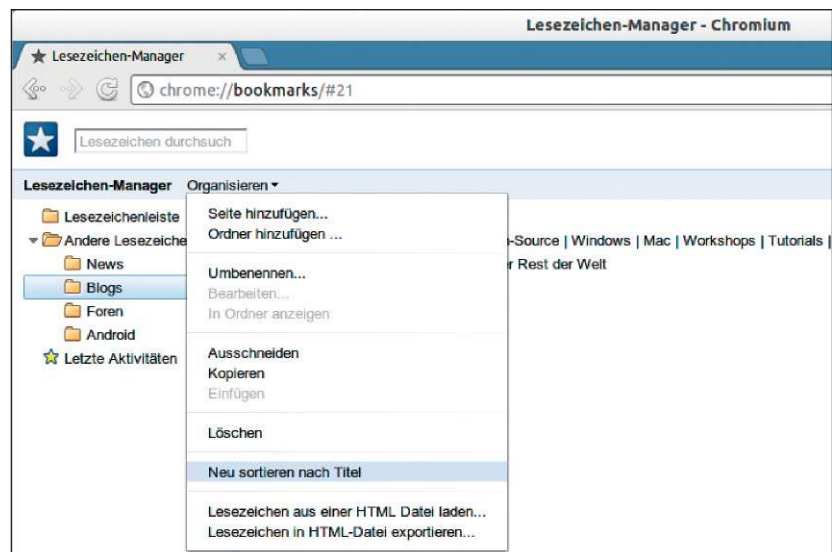 Lesezeichen-Manager - Chromium
Lesezeichen-Manager ×
chrome://bookmarks/#21
Lesezeichen durchsuch
Lesezeichen-Manager Organisieren
Lesezeichenleiste
Andere Lesezeiche
News
Blogs
Foren
Android
Letzte Aktivitäten
Seite hinzufügen...
Ordner hinzufügen ...
Umbenennen...
Bearbeiten...
In Ordner anzeigen
Ausschneiden
Kopieren
Einfügen
Löschen
Neu sortieren nach Titel
Lesezeichen aus einer HTML Datei laden...
Lesezeichen in HTML-Datei exportieren...
-Source | Windows | Mac | Workshops | Tutorials |
r Rest der Welt